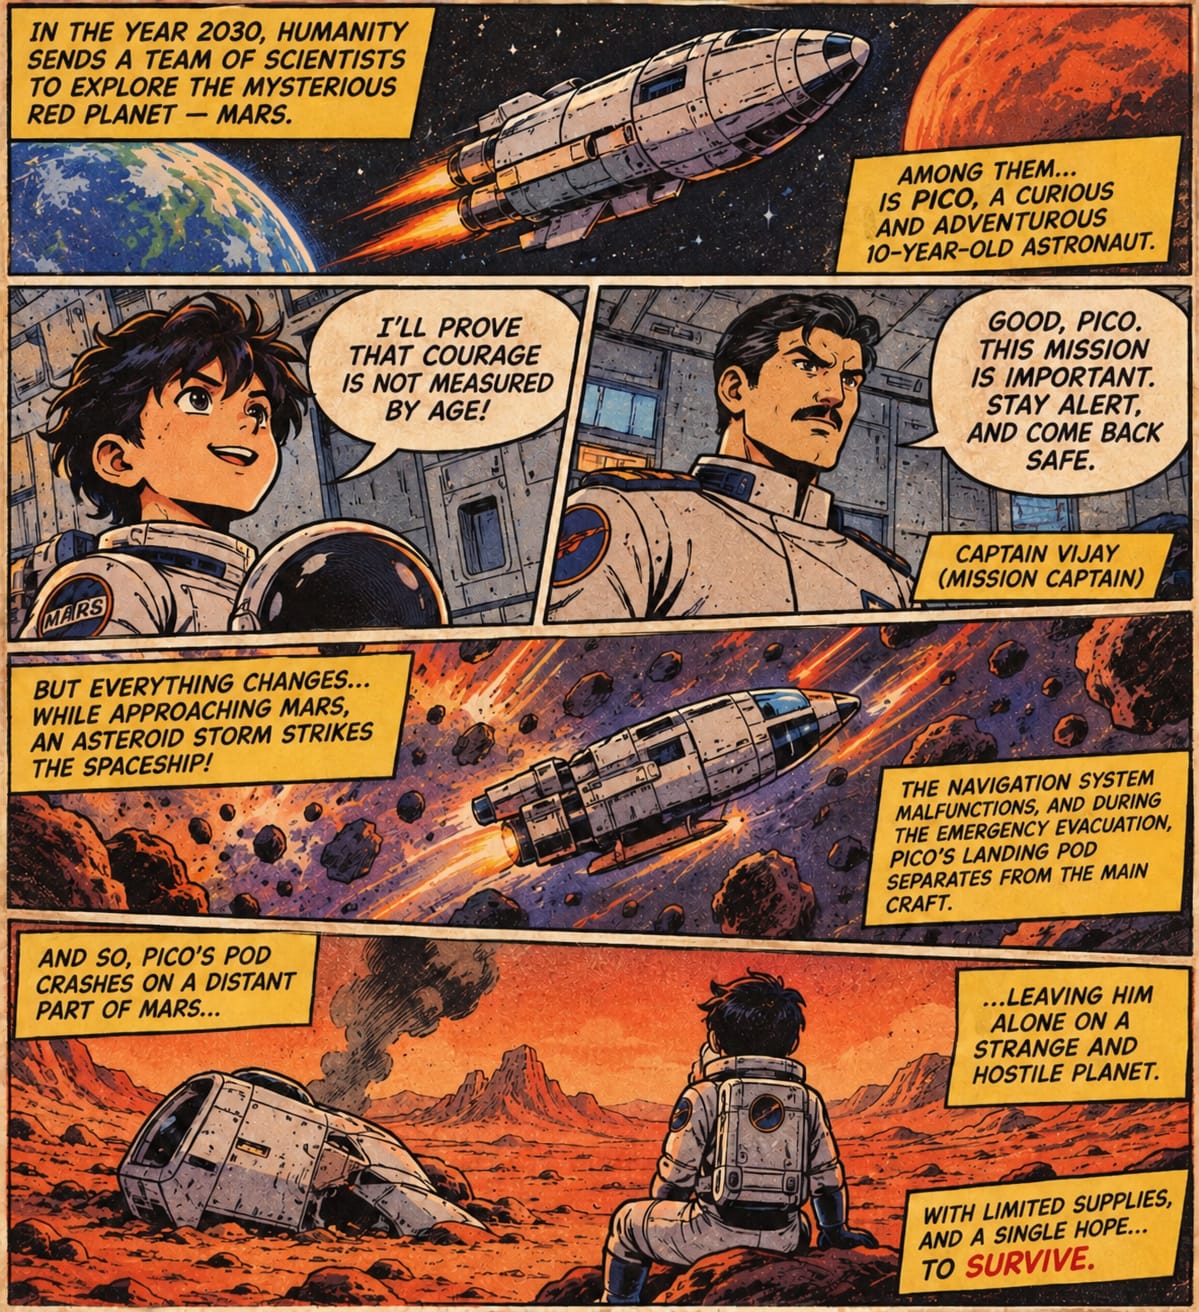 IN THE YEAR 2030, HUMANITY
SENDS A TEAM OF SCIENTISTS
TO EXPLORE THE MYSTERIOUS
RED PLANET — MARS.
AMONG THEM...
IS PICO, A CURIOUS
AND ADVENTUROUS
10-YEAR-OLD ASTRONAUT.
I'LL PROVE
THAT COURAGE
IS NOT MEASURED
BY AGE!
MARS
GOOD, PICO.
THIS MISSION
IS IMPORTANT.
STAY ALERT,
AND COME BACK
SAFE.
CAPTAIN VIJAY
(MISSION CAPTAIN)
BUT EVERYTHING CHANGES...
WHILE APPROACHING MARS,
AN ASTEROID STORM STRIKES
THE SPACESHIP!
THE NAVIGATION SYSTEM
MALFUNCTIONS, AND DURING
THE EMERGENCY EVACUATION,
PICO'S LANDING POD
SEPARATES FROM THE MAIN
CRAFT.
AND SO, PICO'S POD
CRASHES ON A DISTANT
PART OF MARS...
...LEAVING HIM
ALONE ON A
STRANGE AND
HOSTILE PLANET.
WITH LIMITED SUPPLIES,
AND A SINGLE HOPE...
TO SURVIVE.